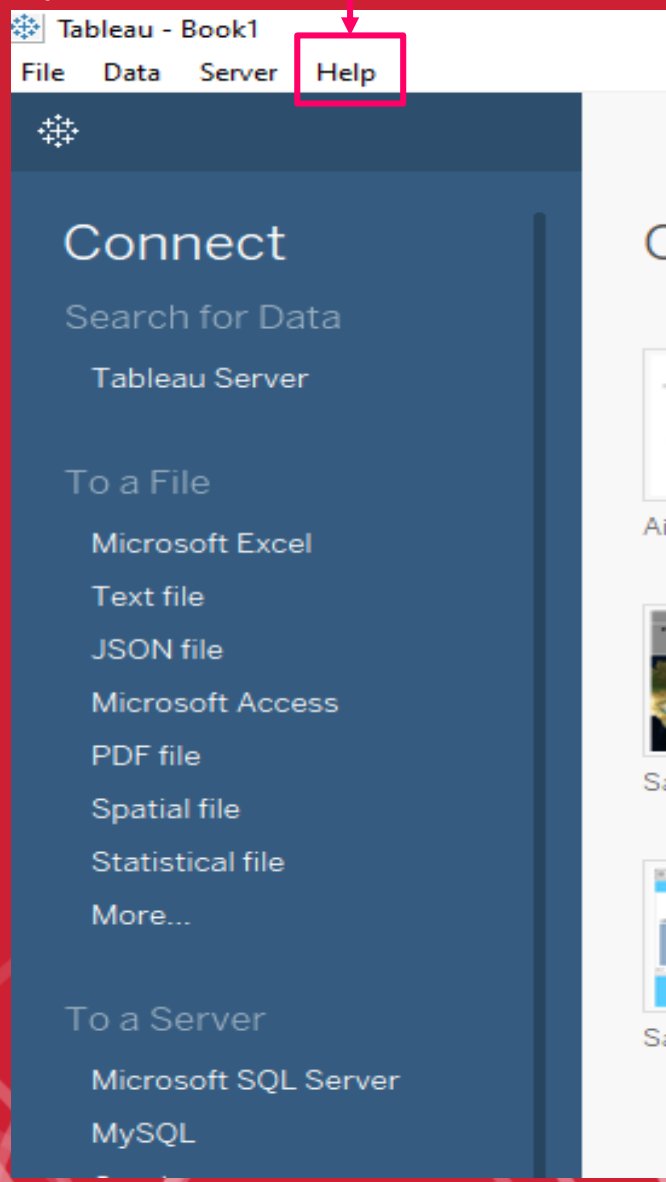 Tableau - Book1
File Data Server Help
Connect
Search for Data
Tableau Server
To a File
Microsoft Excel
Text file
JSON file
Microsoft Access
PDF file
Spatial file
Statistical file
More...
To a Server
Microsoft SQL Server
MySQL